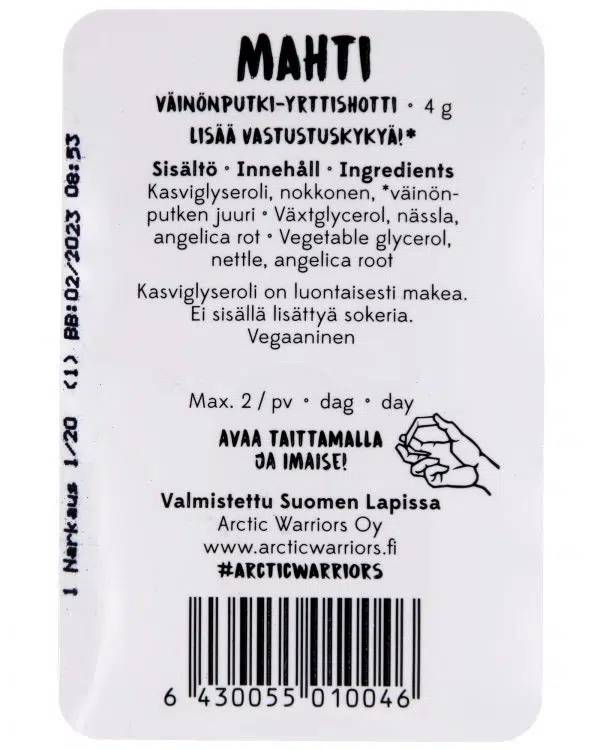 MAHTI
VÄINÖNPUTKI-YRTTISHOTTI • 4 g
LISÄÄ VASTUSTUSKYKYÄ!*
Sisältö • Innehåll • Ingredients
Kasviglyseroli, nokkonen, *väinön-
putken juuri • Växtglycerol, nässla,
angelica rot • Vegetable glycerol,
nettle, angelica root
Kasviglyseroli on luontaisesti makea.
Ei sisällä lisättyä sokeria.
Vegaaninen
Max. 2 / pv • dag • day
AVAA TAITTAMALLA
JA IMAISE!
Valmistettu Suomen Lapissa
Arctic Warriors Oy
www.arcticwarriors.fi
#ARCTICWARRIORS
6 430055 010046
1 Narkaus 1/20 (1) BB:02/2023 08:53